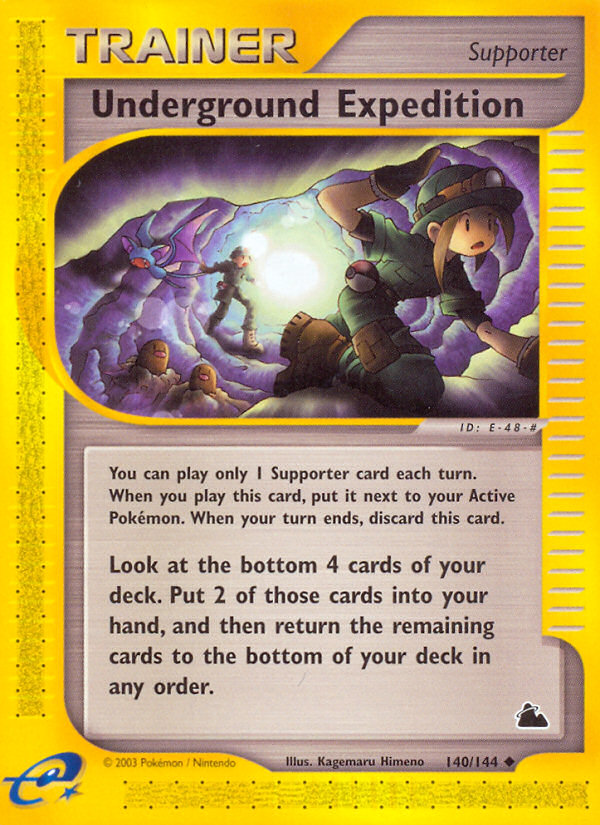 TRAINER
Supporter
Underground Expedition
ID: E-48-#
You can play only 1 Supporter card each turn.
When you play this card, put it next to your Active
Pokémon. When your turn ends, discard this card.
Look at the bottom 4 cards of your
deck. Put 2 of those cards into your
hand, and then return the remaining
cards to the bottom of your deck in
any order.
© 2003 Pokémon / Nintendo
Illus. Kagemaru Himeno
140/144
e